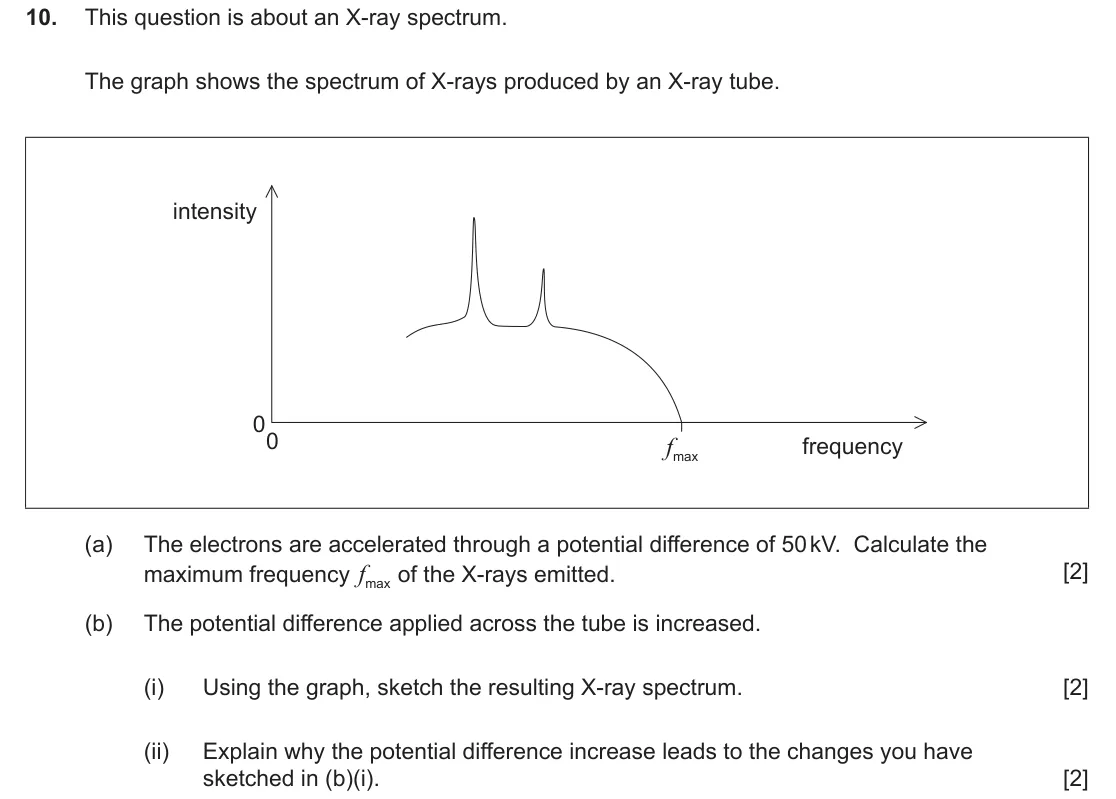 10. This question is about an X-ray spectrum.
The graph shows the spectrum of X-rays produced by an X-ray tube.
intensity
0
0
fmax
frequency
(a) The electrons are accelerated through a potential difference of 50 kV. Calculate the
maximum frequency fmax of the X-rays emitted. [2]
(b) The potential difference applied across the tube is increased.
(i) Using the graph, sketch the resulting X-ray spectrum. [2]
(ii) Explain why the potential difference increase leads to the changes you have
sketched in (b)(i). [2]